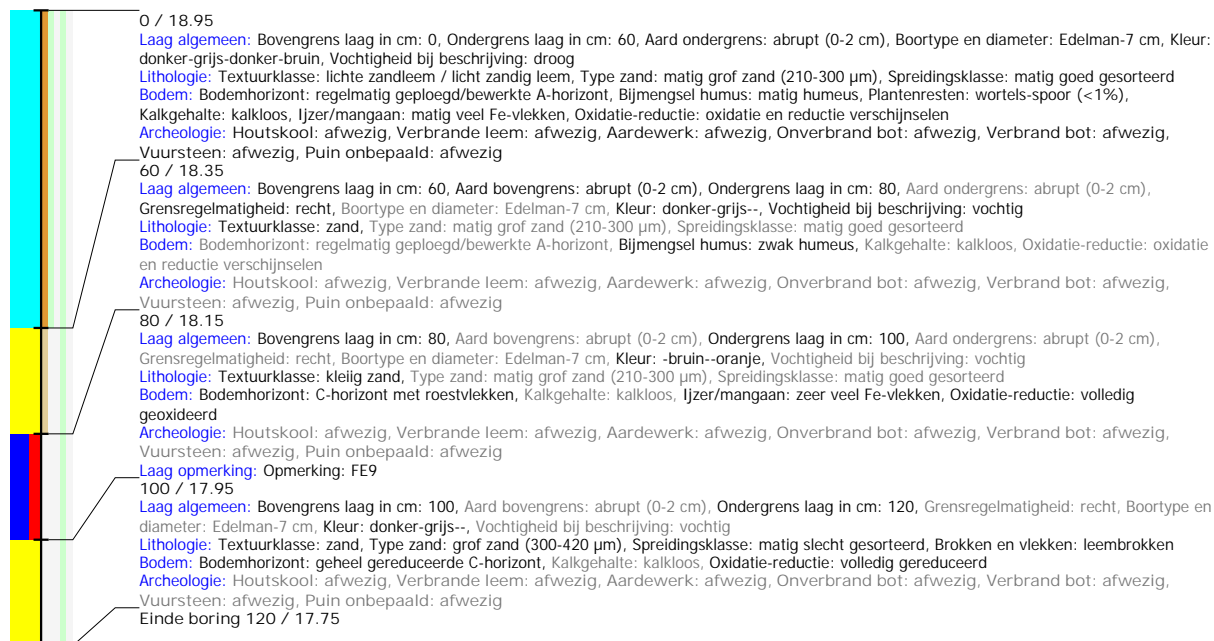 0 / 18.95
Laag algemeen: Bovengrens laag in cm: 0, Ondergrens laag in cm: 60, Aard ondergrens: abrupt (0-2 cm), Boortype en diameter: Edelman-7 cm, Kleur:
donker-grijs-donker-bruin, Vochtigheid bij beschrijving: droog
Lithologie: Textuurklasse: lichte zandleem / licht zandig leem, Type zand: matig grof zand (210-300 µm), Spreidingsklasse: matig goed gesorteerd
Bodem: Bodemhorizont: regelmatig geploegd/bewerkte A-horizont, Bijmengsel humus: matig humeus, Plantenresten: wortels-spoor (<1%),
Kalkgehalte: kalkloos, Ijzer/mangaan: matig veel Fe-vlekken, Oxidatie-reductie: oxidatie en reductie verschijnselen
Archeologie: Houtskool: afwezig, Verbrande leem: afwezig, Aardewerk: afwezig, Onverbrand bot: afwezig, Verbrand bot: afwezig,
Vuursteen: afwezig, Puin onbepaald: afwezig
60 / 18.35
Laag algemeen: Bovengrens laag in cm: 60, Aard bovengrens: abrupt (0-2 cm), Ondergrens laag in cm: 80, Aard ondergrens: abrupt (0-2 cm),
Grensregelmatigheid: recht, Boortype en diameter: Edelman-7 cm, Kleur: donker-grijs--, Vochtigheid bij beschrijving: vochtig
Lithologie: Textuurklasse: zand, Type zand: matig grof zand (210-300 µm), Spreidingsklasse: matig goed gesorteerd
Bodem: Bodemhorizont: regelmatig geploegd/bewerkte A-horizont, Bijmengsel humus: zwak humeus, Kalkgehalte: kalkloos, Oxidatie-reductie: oxidatie
en reductie verschijnselen
Archeologie: Houtskool: afwezig, Verbrande leem: afwezig, Aardewerk: afwezig, Onverbrand bot: afwezig, Verbrand bot: afwezig,
Vuursteen: afwezig, Puin onbepaald: afwezig
80 / 18.15
Laag algemeen: Bovengrens laag in cm: 80, Aard bovengrens: abrupt (0-2 cm), Ondergrens laag in cm: 100, Aard ondergrens: abrupt (0-2 cm),
Grensregelmatigheid: recht, Boortype en diameter: Edelman-7 cm, Kleur: -bruin--oranje, Vochtigheid bij beschrijving: vochtig
Lithologie: Textuurklasse: kleiig zand, Type zand: matig grof zand (210-300 µm), Spreidingsklasse: matig goed gesorteerd
Bodem: Bodemhorizont: C-horizont met roestvlekken, Kalkgehalte: kalkloos, Ijzer/mangaan: zeer veel Fe-vlekken, Oxidatie-reductie: volledig
geoxideerd
Archeologie: Houtskool: afwezig, Verbrande leem: afwezig, Aardewerk: afwezig, Onverbrand bot: afwezig, Verbrand bot: afwezig,
Vuursteen: afwezig, Puin onbepaald: afwezig
Laag opmerking: Opmerking: FE9
100 / 17.95
Laag algemeen: Bovengrens laag in cm: 100, Aard bovengrens: abrupt (0-2 cm), Ondergrens laag in cm: 120, Grensregelmatigheid: recht, Boortype en
diameter: Edelman-7 cm, Kleur: donker-grijs--, Vochtigheid bij beschrijving: vochtig
Lithologie: Textuurklasse: zand, Type zand: grof zand (300-420 µm), Spreidingsklasse: matig slecht gesorteerd, Brokken en vlekken: leembrokken
Bodem: Bodemhorizont: geheel gereduceerde C-horizont, Kalkgehalte: kalkloos, Oxidatie-reductie: volledig gereduceerd
Archeologie: Houtskool: afwezig, Verbrande leem: afwezig, Aardewerk: afwezig, Onverbrand bot: afwezig, Verbrand bot: afwezig,
Vuursteen: afwezig, Puin onbepaald: afwezig
Einde boring 120 / 17.75